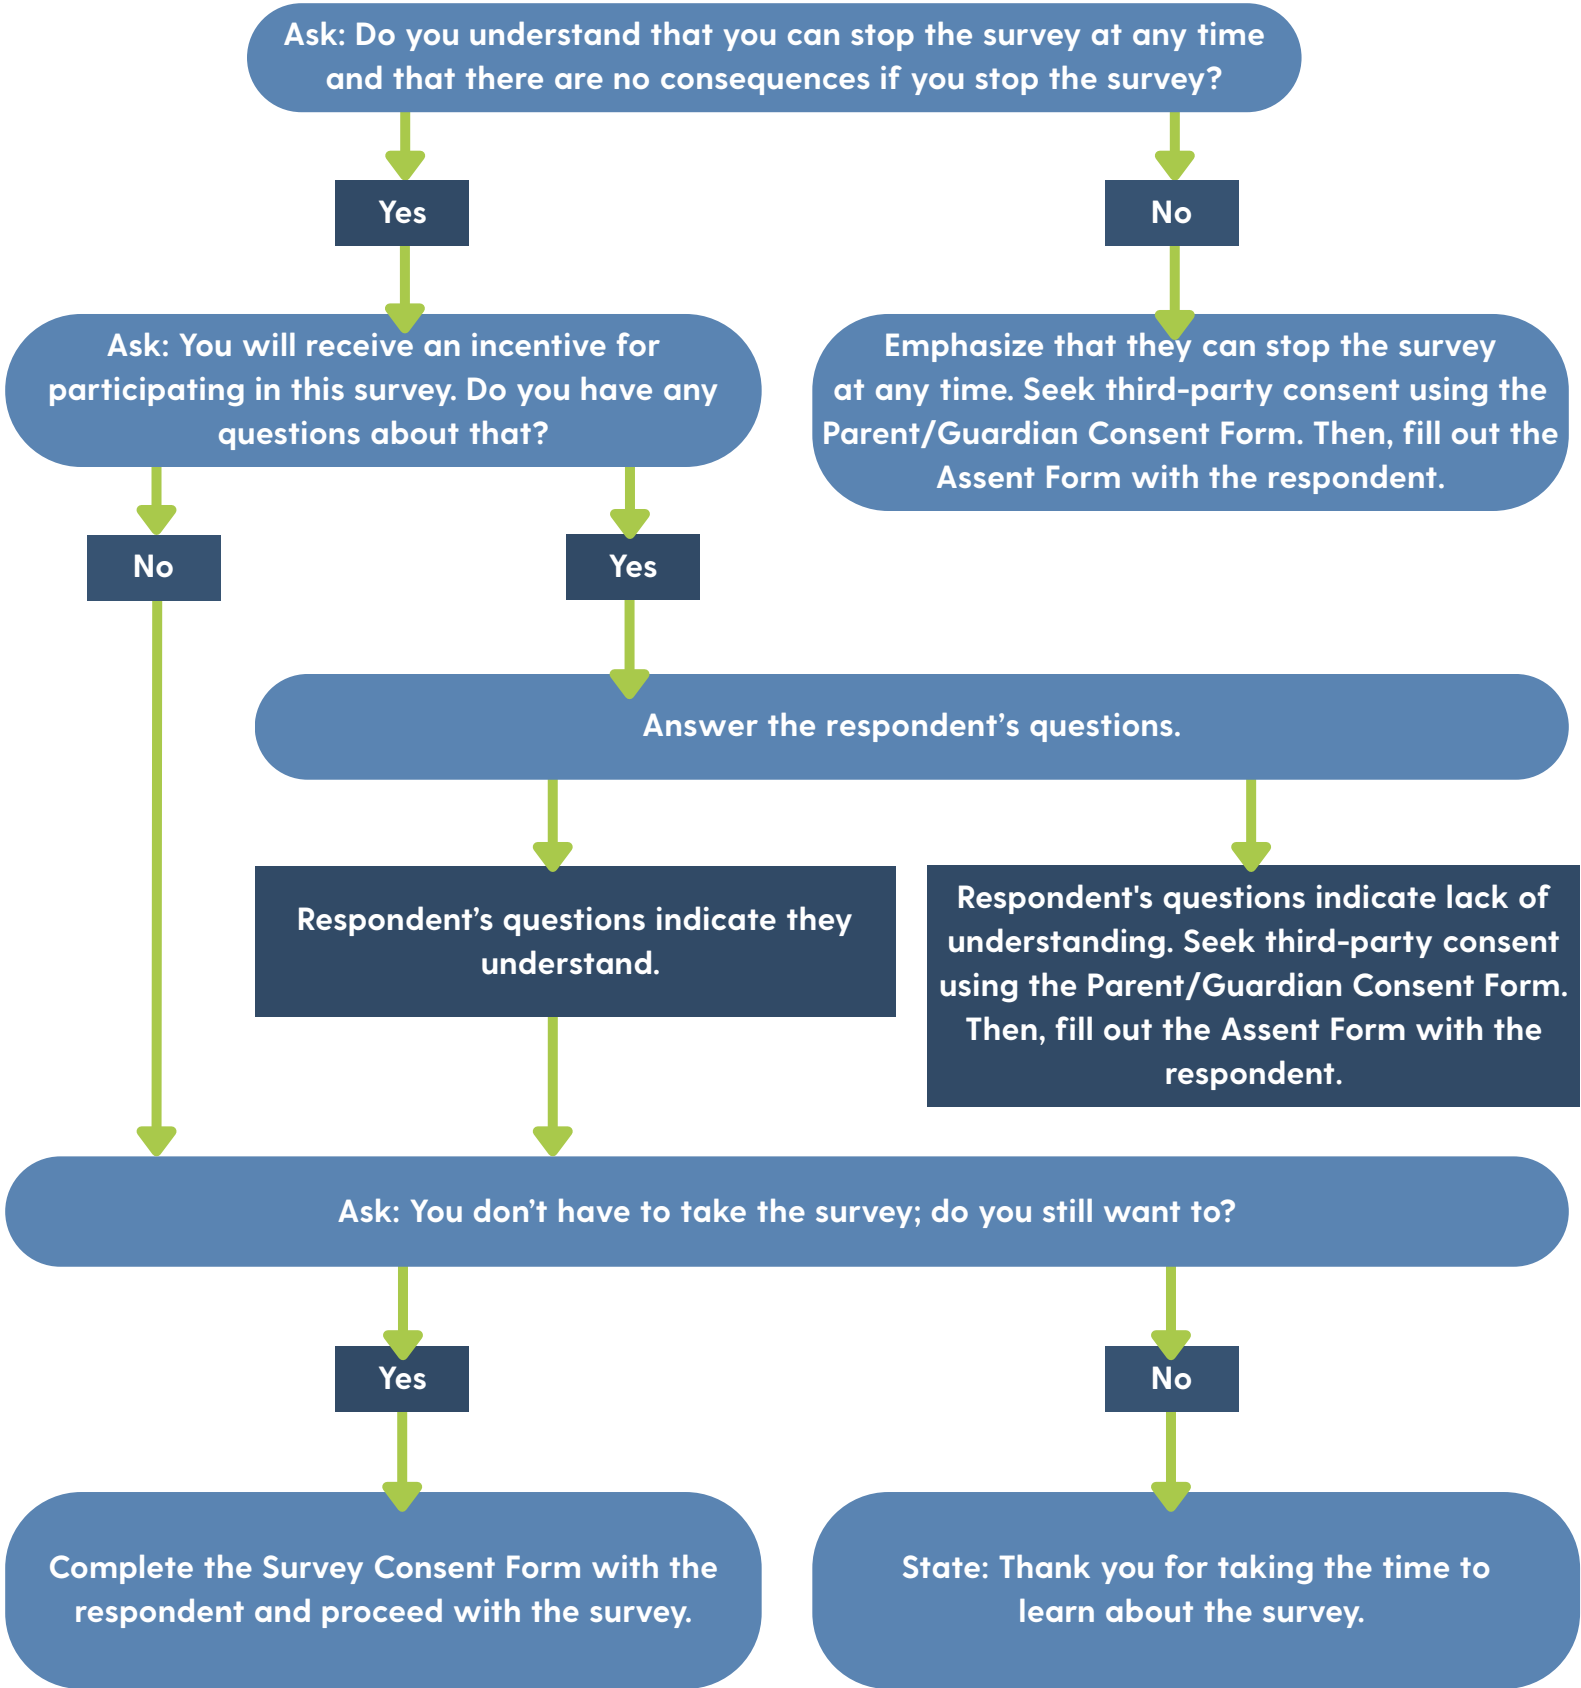 Ask: Do you understand that you can stop the survey at any time
and that there are no consequences if you stop the survey?
Yes
No
Ask: You will receive an incentive for
participating in this survey. Do you have any
questions about that?
Emphasize that they can stop the survey
at any time. Seek third-party consent using the
Parent/Guardian Consent Form. Then, fill out the
Assent Form with the respondent.
No
Yes
Answer the respondent’s questions.
Respondent’s questions indicate they
understand.
Respondent's questions indicate lack of
understanding. Seek third-party consent
using the Parent/Guardian Consent Form.
Then, fill out the Assent Form with the
respondent.
Ask: You don’t have to take the survey; do you still want to?
Yes
No
Complete the Survey Consent Form with the
respondent and proceed with the survey.
State: Thank you for taking the time to
learn about the survey.